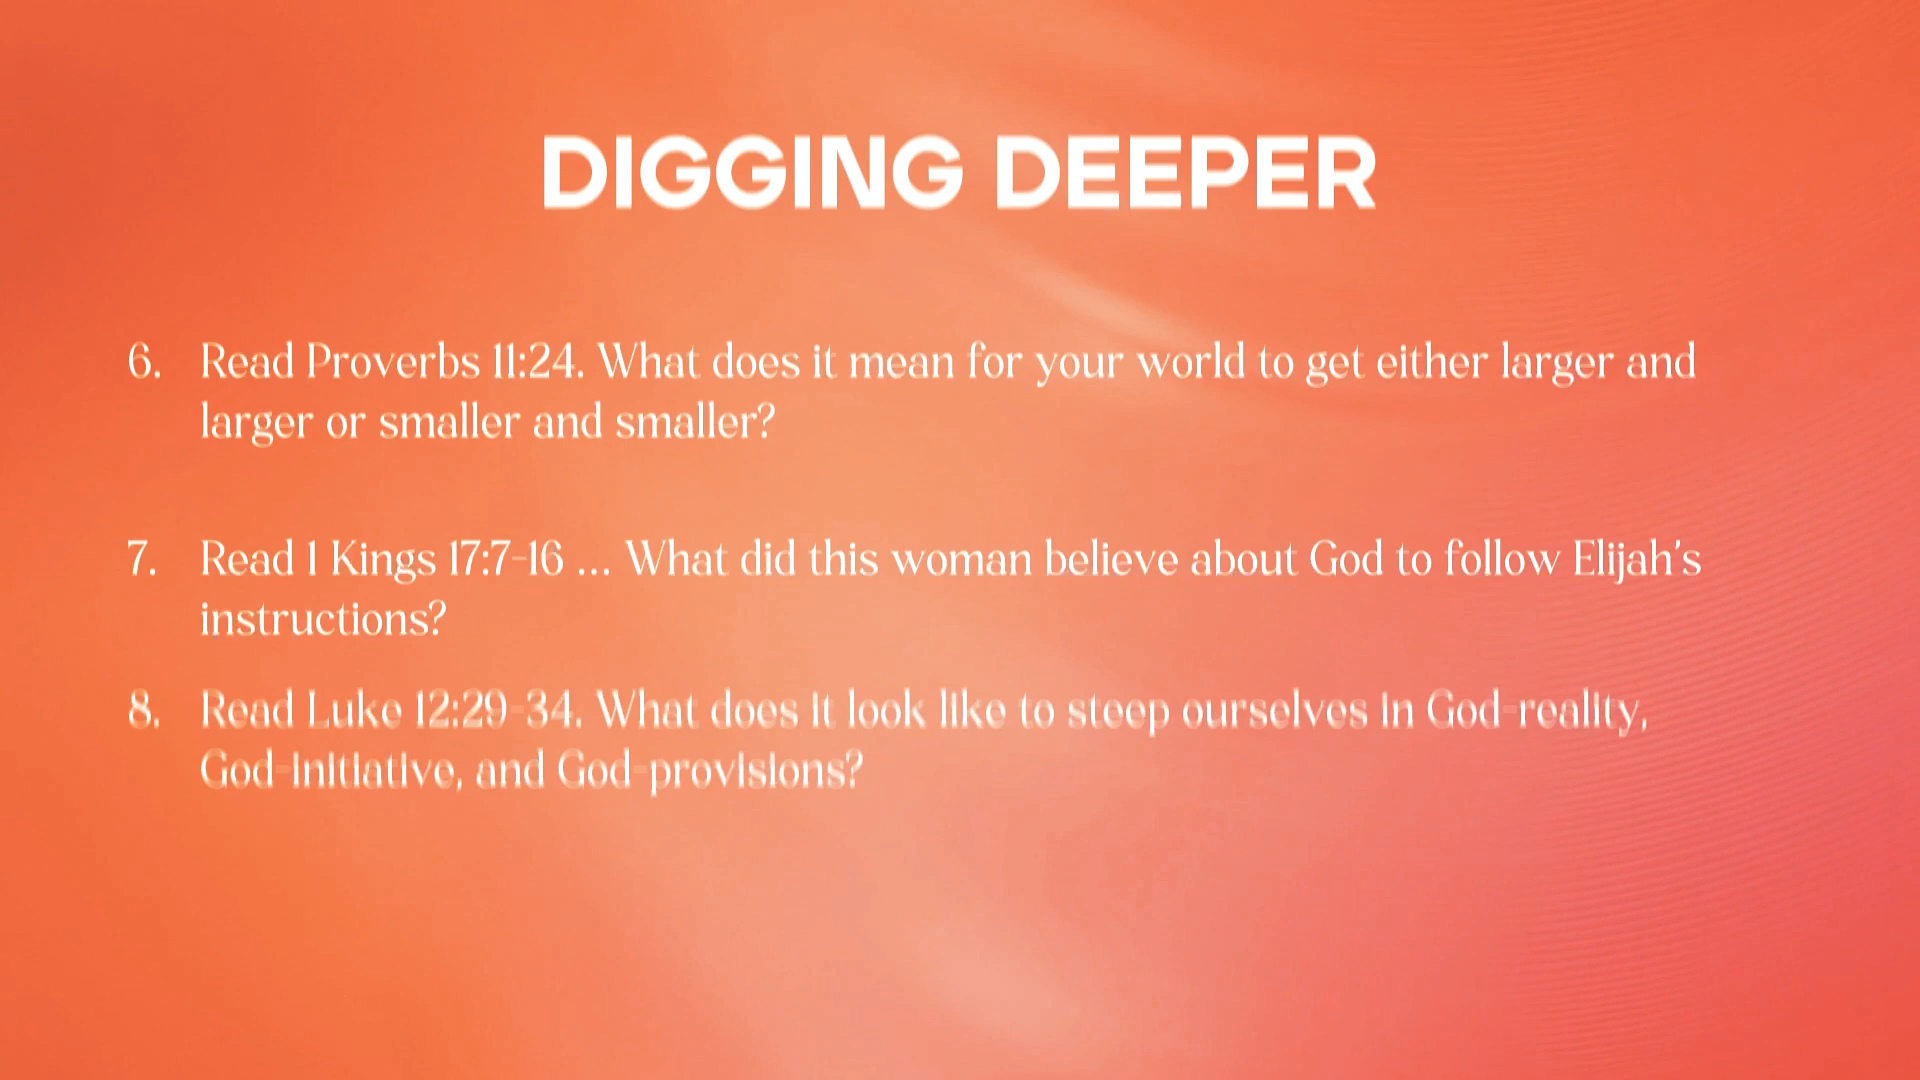 DIGGING DEEPER
6. Read Proverbs 11:24. What does it mean for your world to get either larger and
larger or smaller and smaller?
7. Read 1 Kings 17:7-16 ... What did this woman believe about God to follow Elijah's
instructions?
8. Read Luke 12:29-34. What does it look like to steep ourselves in God-reality,
God-initiative, and God-provisions?